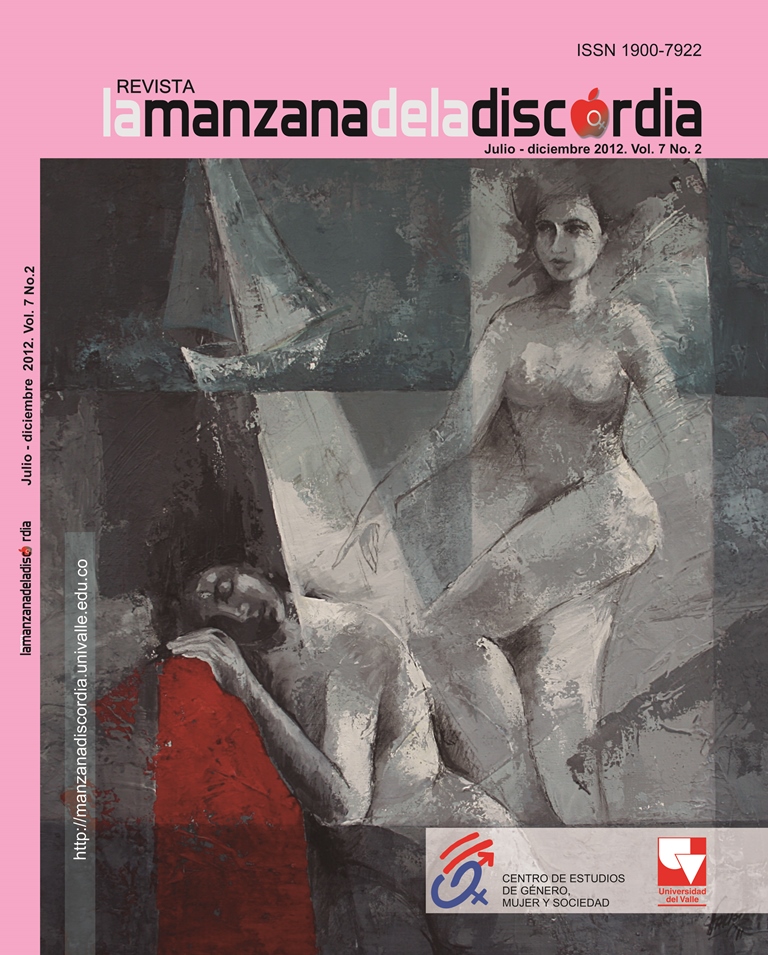 ISSN 1900-7922
REVISTA
lamanzanadeladiscordia
Julio - diciembre 2012. Vol. 7 No. 2
Julio - diciembre 2012. Vol. 7 No.2
lamanzanadeladiscordia
http://manzanadiscordia.univalle.edu.co
CENTRO DE ESTUDIOS
DE GÉNERO,
MUJER Y SOCIEDAD
Universidad
del Valle